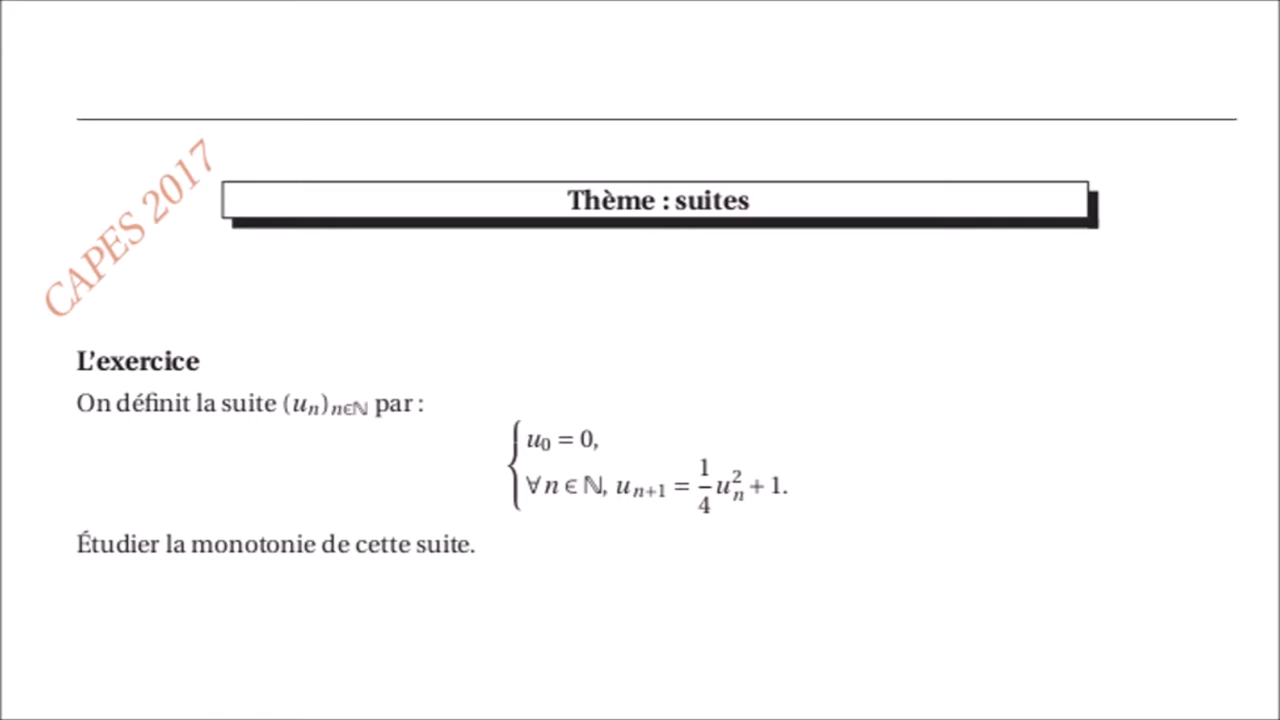 CAPES 2017
Thème : suites
L'exercice
On définit la suite (uₙ)ₙ∈ℕ par :
u₀ = 0,
∀n ∈ ℕ, uₙ₊₁ = 1/4 uₙ² + 1.
Étudier la monotonie de cette suite.